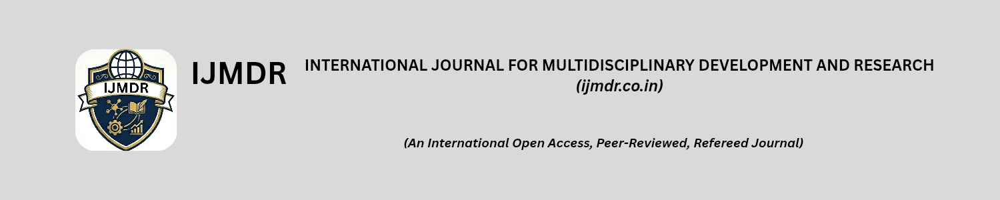 IJMDR
IJMDR
INTERNATIONAL JOURNAL FOR MULTIDISCIPLINARY DEVELOPMENT AND RESEARCH
(ijmdr.co.in)
(An International Open Access, Peer-Reviewed, Refereed Journal)